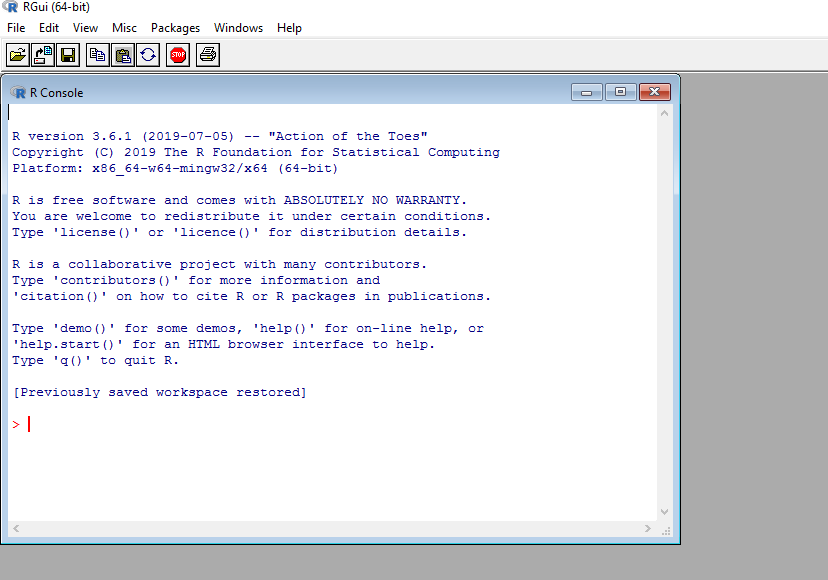 RGui (64-bit)
File Edit View Misc Packages Windows Help
STOP
R Console
R version 3.6.1 (2019-07-05) -- "Action of the Toes"
Copyright (C) 2019 The R Foundation for Statistical Computing
Platform: x86_64-w64-mingw32/x64 (64-bit)
R is free software and comes with ABSOLUTELY NO WARRANTY.
You are welcome to redistribute it under certain conditions.
Type 'license()' or 'licence()' for distribution details.
R is a collaborative project with many contributors.
Type 'contributors()' for more information and
'citation()' on how to cite R or R packages in publications.
Type 'demo()' for some demos, 'help()' for on-line help, or
'help.start()' for an HTML browser interface to help.
Type 'q()' to quit R.
[Previously saved workspace restored]
>